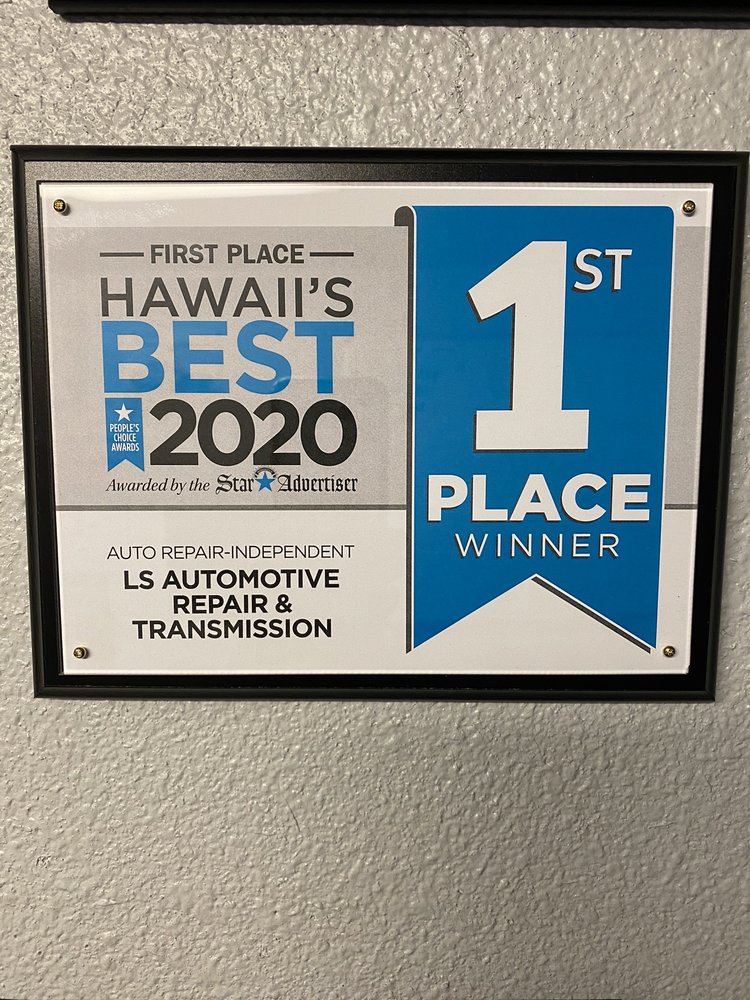 FIRST PLACE
HAWAII'S
BEST
PEOPLE'S
CHOICE
AWARDS
2020
Awarded by the Star Advertiser
AUTO REPAIR-INDEPENDENT
LS AUTOMOTIVE
REPAIR &
TRANSMISSION
1ST
PLACE
WINNER